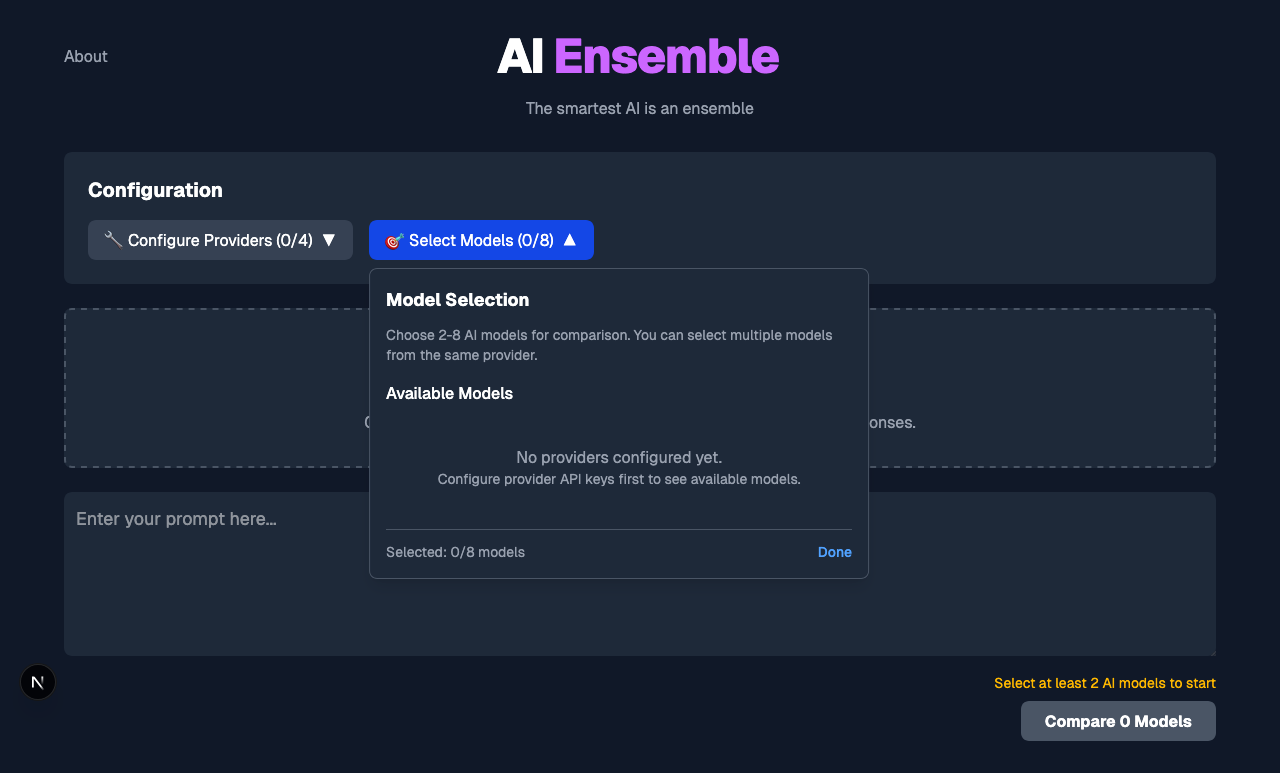 About
AI Ensemble
The smartest AI is an ensemble
Configuration
Configure Providers (0/4) ▼
Select Models (0/8) ▲
Model Selection
Choose 2-8 AI models for comparison. You can select multiple models
from the same provider.
Available Models
onses.
No providers configured yet.
Configure provider API keys first to see available models.
Enter your prompt here...
Selected: 0/8 models
Done
N
Select at least 2 AI models to start
Compare 0 Models